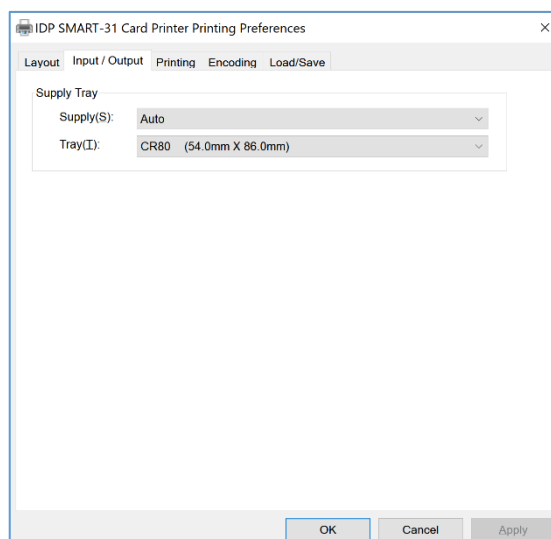 IDP SMART-31 Card Printer Printing Preferences
Layout Input / Output Printing Encoding Load/Save
Supply Tray
Supply(S): Auto
Tray(I): CR80 (54.0mm X 86.0mm)
OK Cancel Apply